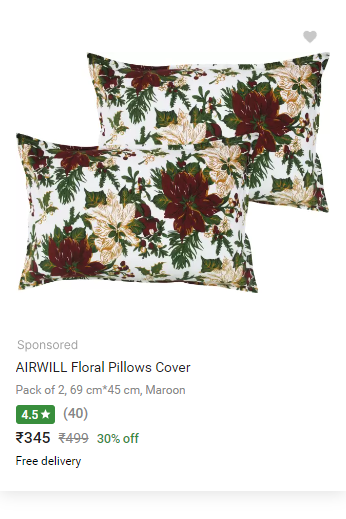 Sponsored
AIRWILL Floral Pillows Cover
Pack of 2, 69 cm*45 cm, Maroon
4.5★ (40)
₹345 ₹499 30% off
Free delivery